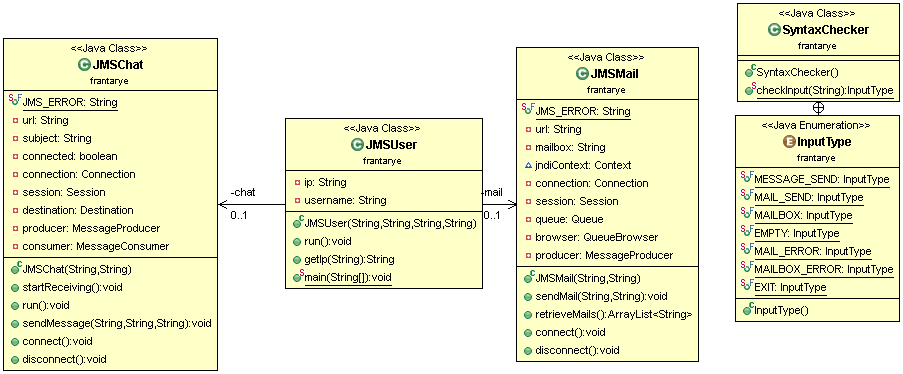 <<Java Class>>
JMSChat
frantarye
JMS_ERROR: String
url: String
subject: String
connected: boolean
connection: Connection
session: Session
destination: Destination
producer: MessageProducer
consumer: MessageConsumer
JMSChat(String,String)
startReceiving():void
run():void
sendMessage(String,String,String):void
connect():void
disconnect():void
-chat
0..1
<<Java Class>>
JMSUser
frantarye
ip: String
username: String
JMSUser(String,String,String,String)
run():void
getIp(String):String
main(String[]):void
-mail
0..1
<<Java Class>>
JMSMail
frantarye
JMS_ERROR: String
url: String
mailbox: String
jndiContext: Context
connection: Connection
session: Session
queue: Queue
browser: QueueBrowser
producer: MessageProducer
JMSMail(String,String)
sendMail(String,String):void
retrieveMails():ArrayList<String>
connect():void
disconnect():void
<<Java Class>>
SyntaxChecker
frantarye
SyntaxChecker()
checkInput(String):InputType
<<Java Enumeration>>
InputType
frantarye
MESSAGE_SEND: InputType
MAIL_SEND: InputType
MAILBOX: InputType
EMPTY: InputType
MAIL_ERROR: InputType
MAILBOX_ERROR: InputType
EXIT: InputType
InputType()